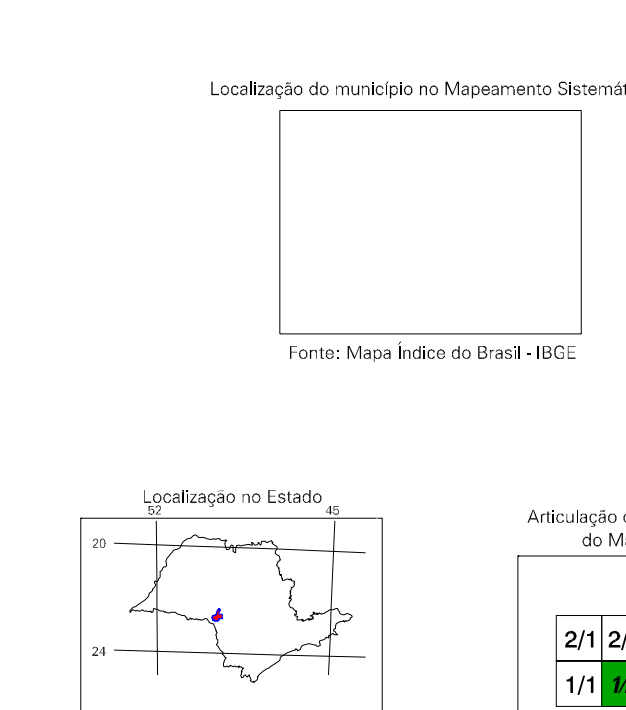 Localização do município no Mapeamento Sistemát
Fonte: Mapa Índice do Brasil - IBGE
Localização no Estado
52 45
20
24
Articulação
do
2/1
1/1